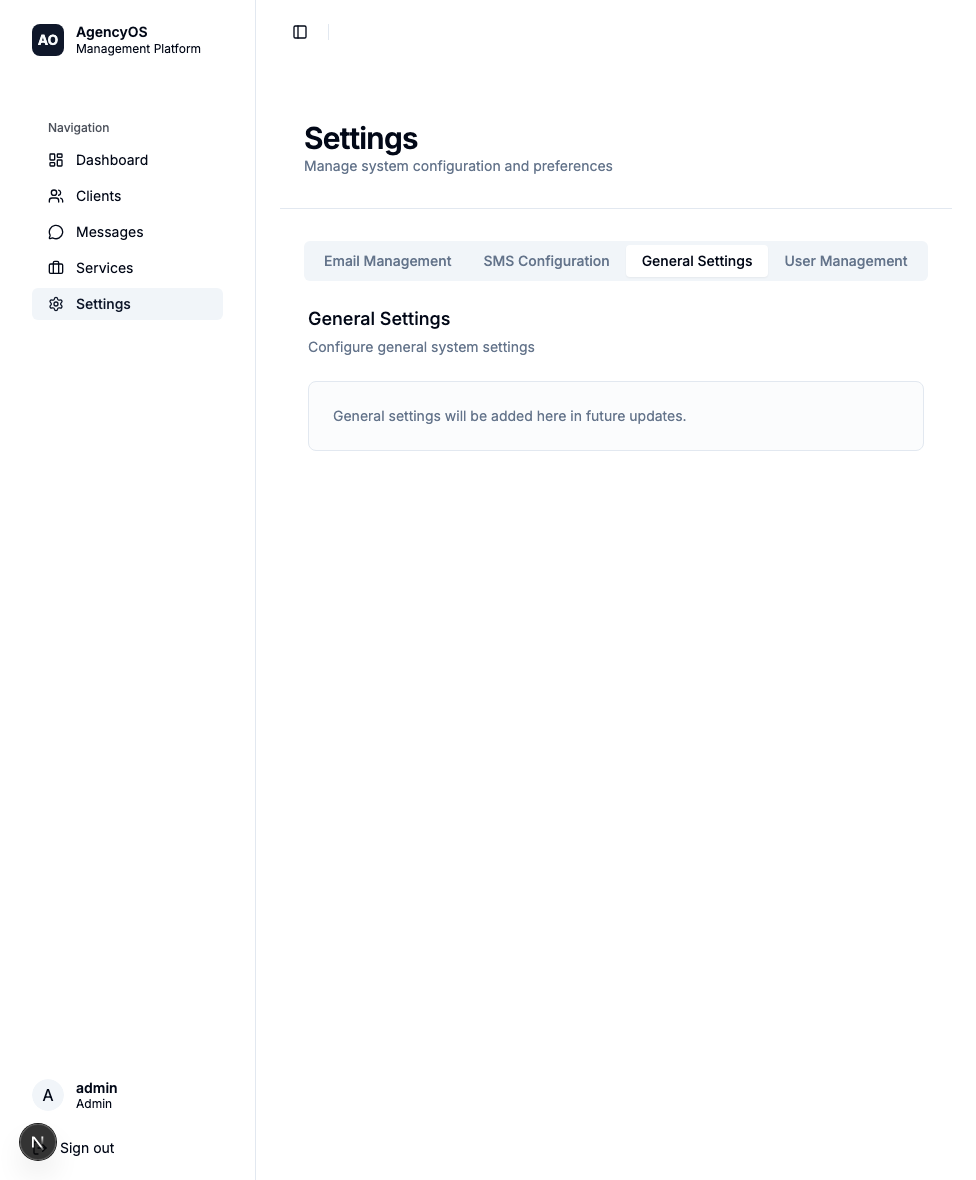 AO
AgencyOS
Management Platform
Navigation
Dashboard
Clients
Messages
Services
Settings
A
admin
Admin
N
Sign out
Settings
Manage system configuration and preferences
Email Management SMS Configuration General Settings User Management
General Settings
Configure general system settings
General settings will be added here in future updates.